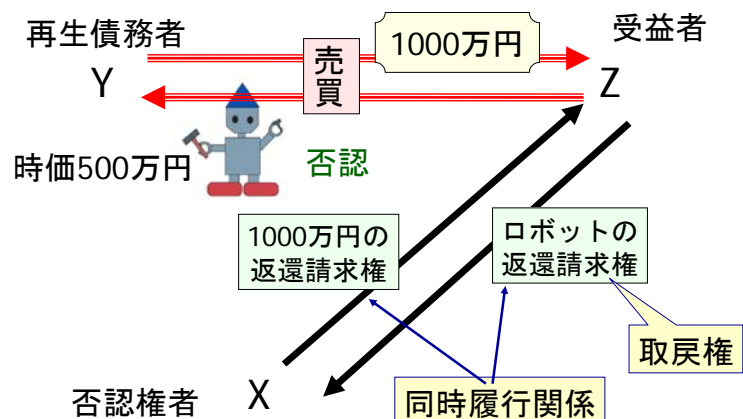 再生債務者
Y
1000万円
受益者
Z
売
買
時価500万円
否認
1000万円の
返還請求権
ロボットの
返還請求権
取戻権
否認権者 X
同時履行関係